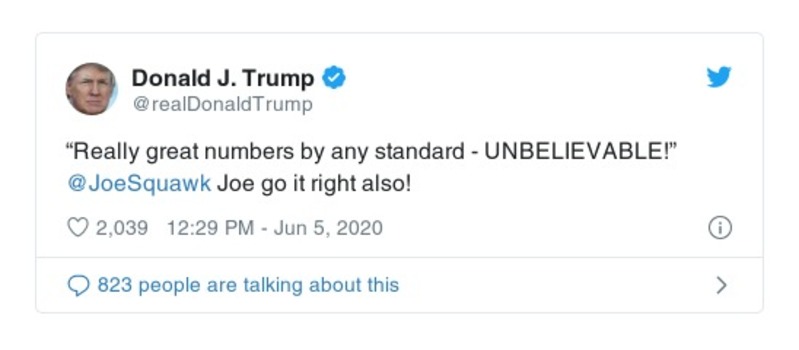 Donald J. Trump
@realDonaldTrump
“Really great numbers by any standard - UNBELIEVABLE!”
@JoeSquawk Joe go it right also!
2,039 12:29 PM - Jun 5, 2020
823 people are talking about this